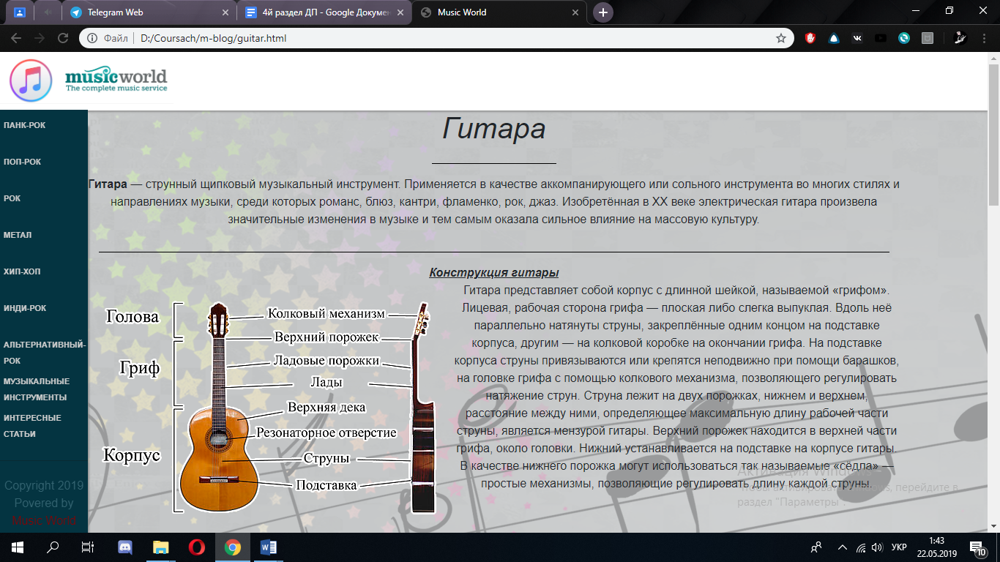 Telegram Web
4й раздел ДП - Google Докумен
Music World
Файл
D:/Coursach/m-blog/guitar.html
musicworld
The complete music service
ПАНК-РОК
ПОП-РОК
РОК
МЕТАЛ
ХИП-ХОП
ИНДИ-РОК
АЛЬТЕРНАТИВНЫЙ-
РОК
МУЗЫКАЛЬНЫЕ
ИНСТРУМЕНТЫ
ИНТЕРЕСНЫЕ
СТАТЬИ
Copyright 2019
Povered by
Music World
Гитара
Гитара — струнный щипковый музыкальный инструмент. Применяется в качестве аккомпанирующего или сольного инструмента во многих стилях и
направлениях музыки, среди которых романс, блюз, кантри, фламенко, рок, джаз. Изобретённая в XX веке электрическая гитара произвела
значительные изменения в музыке и тем самым оказала сильное влияние на массовую культуру.
Конструкция гитары
Голова
Гриф
Корпус
Колковый механизм
Верхний порожек
Ладовые порожки
Лады
Верхняя дека
Резонаторное отверстие
Струны
Подставка
Гитара представляет собой корпус с длинной шейкой, называемой «грифом».
Лицевая, рабочая сторона грифа — плоская либо слегка выпуклая. Вдоль неё
параллельно натянуты струны, закреплённые одним концом на подставке
корпуса, другим — на колковой коробке на окончании грифа. На подставке
корпуса струны привязываются или крепятся неподвижно при помощи барашков,
на головке грифа с помощью колкового механизма, позволяющего регулировать
натяжение струн. Струна лежит на двух порожках, нижнем и верхнем,
расстояние между ними, определяющее максимальную длину рабочей части
струны, является мензурой гитары. Верхний порожек находится в верхней части
грифа, около головки. Нижний устанавливается на подставке на корпусе гитары.
В качестве нижнего порожка могут использоваться так называемые «сёдла» —
простые механизмы, позволяющие регулировать длину каждой струны.
Активация Windows
перейдите в
раздел "Параметры".
УКР
1:43
22.05.2019
10